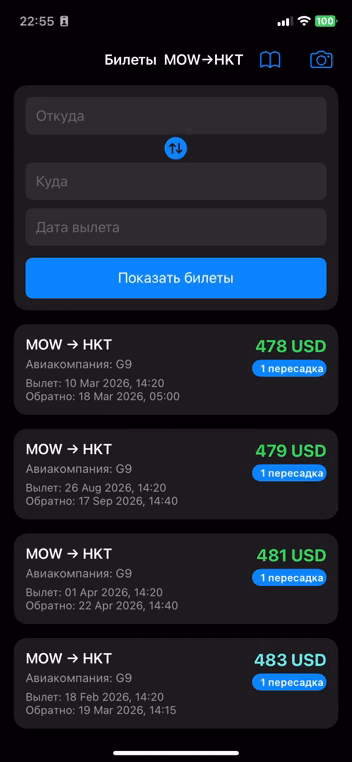 22:55
100
Билеты MOW→HKT
Откуда
Куда
Дата вылета
Показать билеты
MOW → HKT
478 USD
Авиакомпания: G9
1 пересадка
Вылет: 10 Mar 2026, 14:20
Обратно: 18 Mar 2026, 05:00
MOW → HKT
479 USD
Авиакомпания: G9
1 пересадка
Вылет: 26 Aug 2026, 14:20
Обратно: 17 Sep 2026, 14:40
MOW → HKT
481 USD
Авиакомпания: G9
1 пересадка
Вылет: 01 Apr 2026, 14:20
Обратно: 22 Apr 2026, 14:40
MOW → HKT
483 USD
Авиакомпания: G9
1 пересадка
Вылет: 18 Feb 2026, 14:20
Обратно: 19 Mar 2026, 14:15